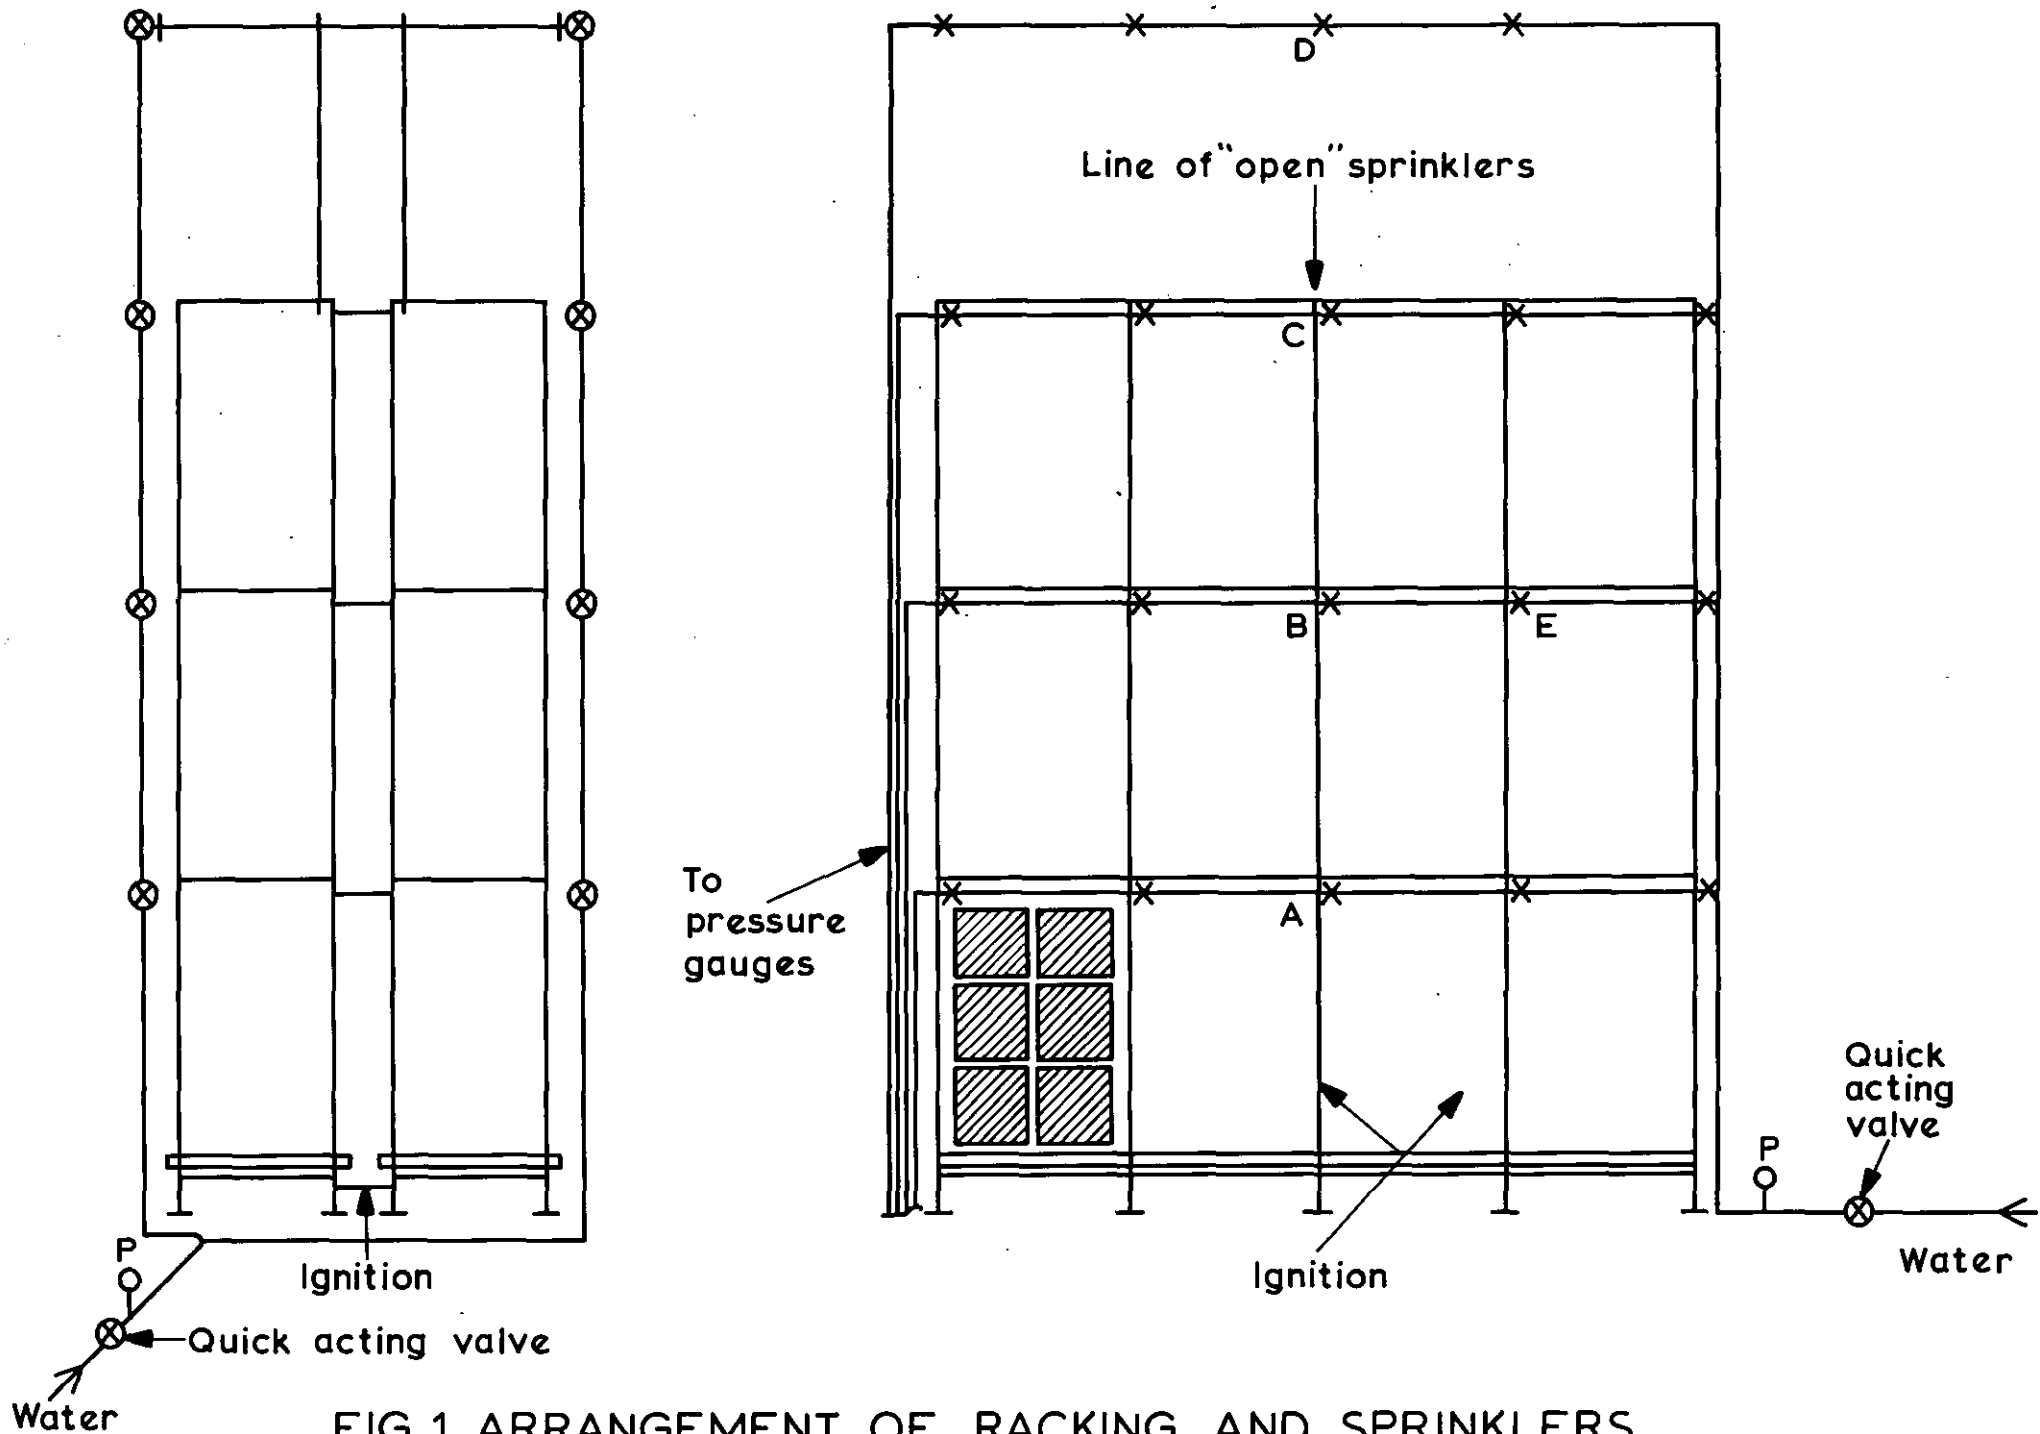 D
Line of "open" sprinklers
C
B
E
A
To
pressure
gauges
Quick
acting
valve
P
Water
Ignition
P
Ignition
Quick acting valve
Water
FIG.1 ARRANGEMENT OF RACKING AND SPRINKLERS